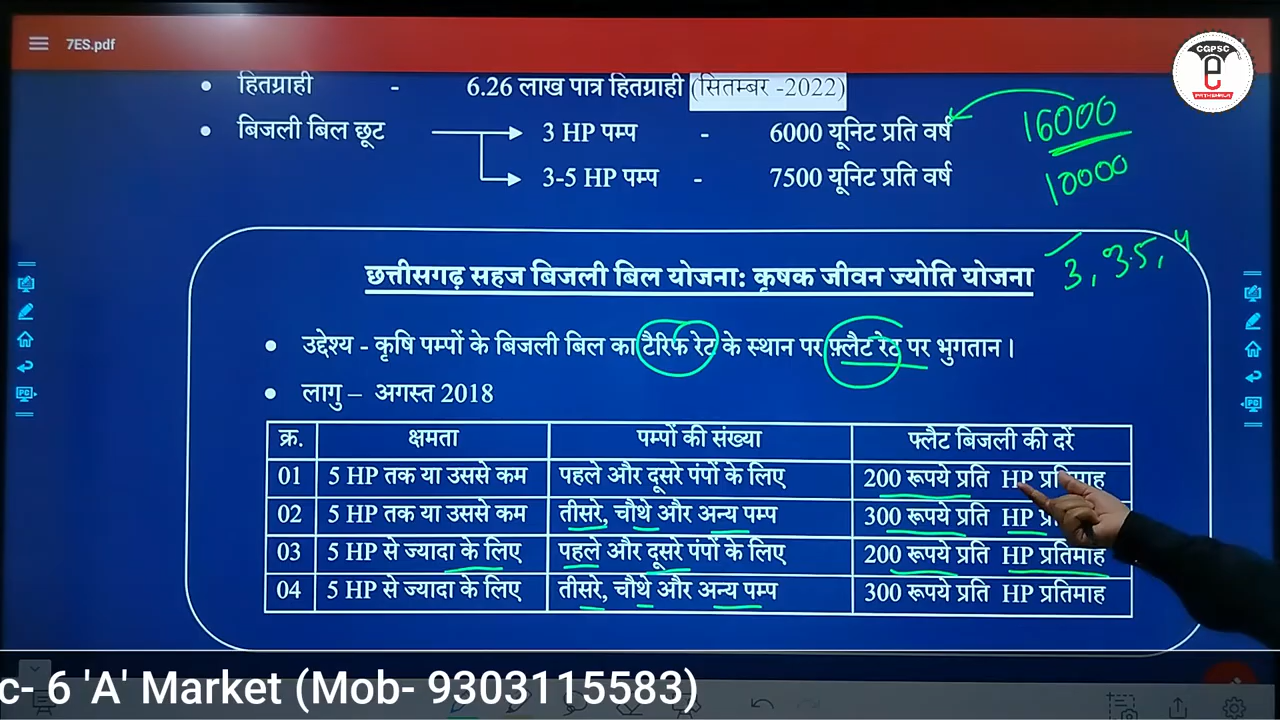 7ES.pdf
CGPSC
PATHSHALA
• हितग्राही - 6.26 लाख पात्र हितग्राही (सितम्बर -2022)
• बिजली बिल छूट 3 HP पम्प - 6000 यूनिट प्रति वर्ष 16000
3-5 HP पम्प - 7500 यूनिट प्रति वर्ष 10000
छत्तीसगढ़ सहज बिजली बिल योजना: कृषक जीवन ज्योति योजना 3, 3.5, 4
• उद्देश्य - कृषि पम्पों के बिजली बिल का टैरिफ रेट के स्थान पर फ़्लैट रेट पर भुगतान ।
• लागु – अगस्त 2018
क्र. क्षमता पम्पों की संख्या फ्लैट बिजली की दरें
01 5 HP तक या उससे कम पहले और दूसरे पंपों के लिए 200 रूपये प्रति HP प्रतिमाह
02 5 HP तक या उससे कम तीसरे, चौथे और अन्य पम्प 300 रूपये प्रति HP
03 5 HP से ज्यादा के लिए पहले और दूसरे पंपों के लिए 200 रूपये प्रति HP प्रतिमाह
04 5 HP से ज्यादा के लिए तीसरे, चौथे और अन्य पम्प 300 रूपये प्रति HP प्रतिमाह
c- 6 'A' Market (Mob- 9303115583)